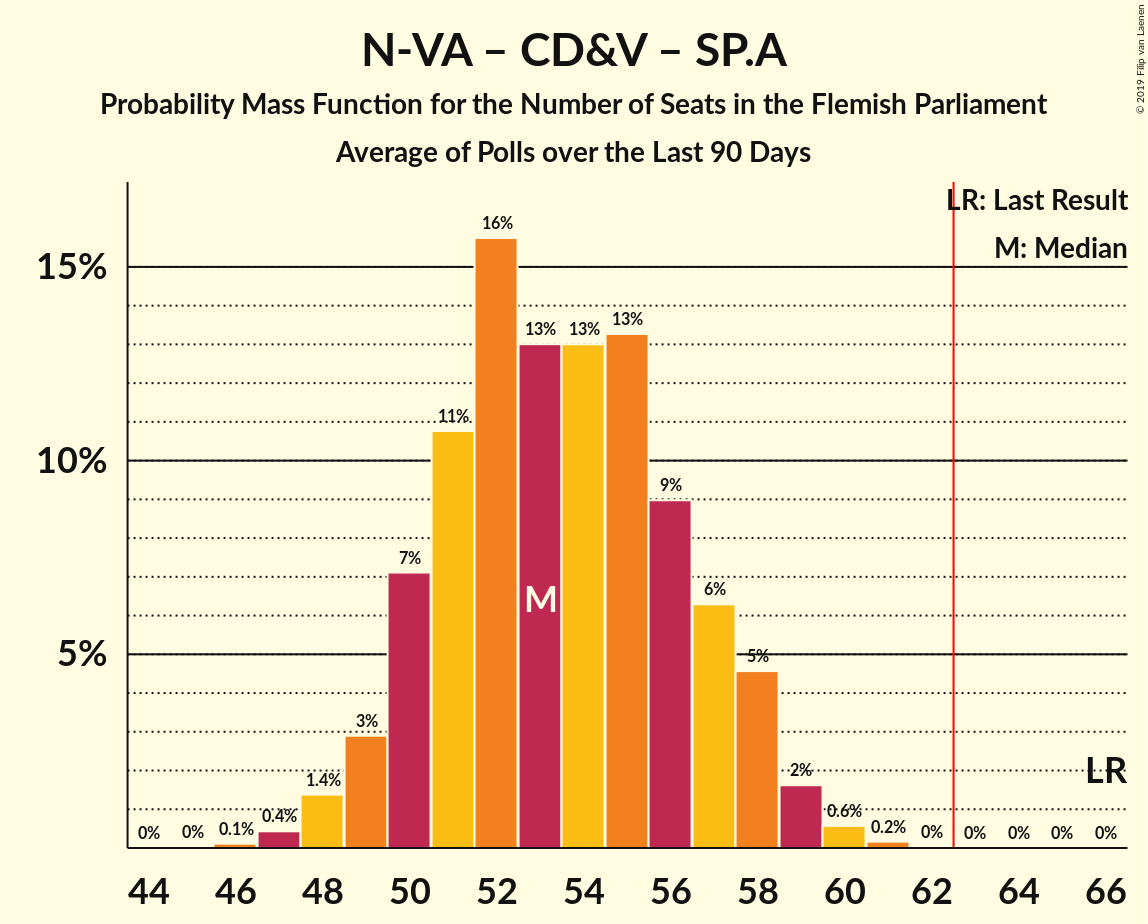 N-VA – CD&V – SP.A
Probability Mass Function for the Number of Seats in the Flemish Parliament
Average of Polls over the Last 90 Days
© 2019 Filip van Laenen
LR: Last Result
M: Median
15%
10%
5%
0%
0%
0.1%
0.4%
1.4%
3%
7%
11%
16%
13%
13%
13%
9%
6%
5%
2%
0.6%
0.2%
0%
0%
0%
0%
0%
M
LR
44 46 48 50 52 54 56 58 60 62 64 66